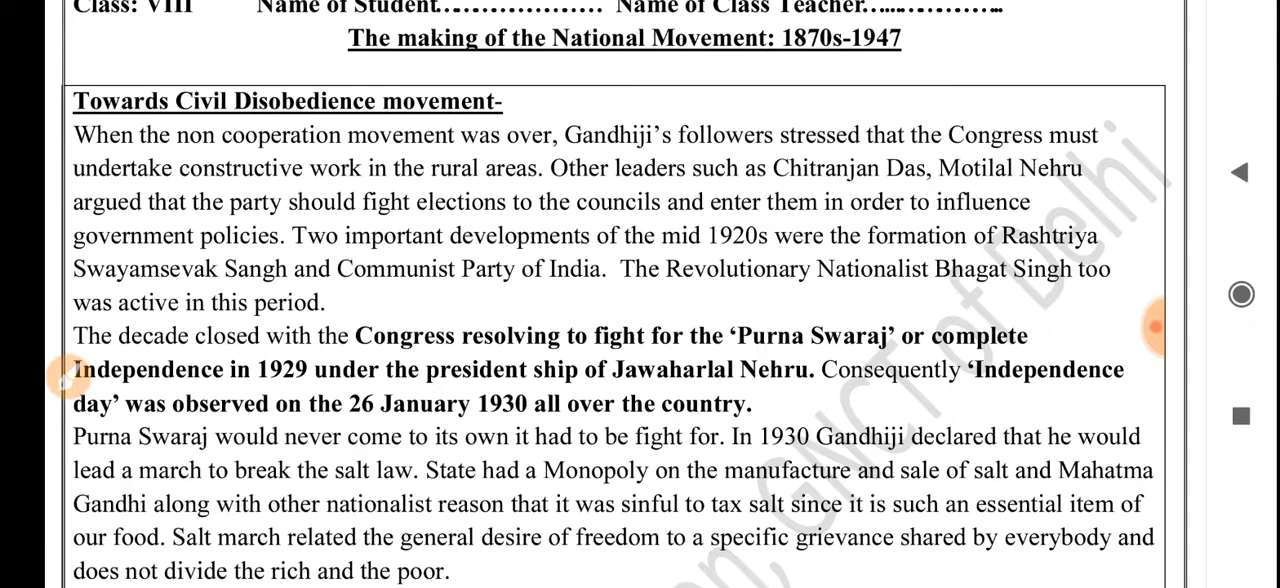 Class: VIII Name of Student………………… Name of Class Teacher………………..
The making of the National Movement: 1870s-1947
Towards Civil Disobedience movement-
When the non cooperation movement was over, Gandhiji's followers stressed that the Congress must
undertake constructive work in the rural areas. Other leaders such as Chitranjan Das, Motilal Nehru
argued that the party should fight elections to the councils and enter them in order to influence
government policies. Two important developments of the mid 1920s were the formation of Rashtriya
Swayamsevak Sangh and Communist Party of India. The Revolutionary Nationalist Bhagat Singh too
was active in this period.
The decade closed with the Congress resolving to fight for the 'Purna Swaraj' or complete
Independence in 1929 under the president ship of Jawaharlal Nehru. Consequently 'Independence
day' was observed on the 26 January 1930 all over the country.
Purna Swaraj would never come to its own it had to be fight for. In 1930 Gandhiji declared that he would
lead a march to break the salt law. State had a Monopoly on the manufacture and sale of salt and Mahatma
Gandhi along with other nationalist reason that it was sinful to tax salt since it is such an essential item of
our food. Salt march related the general desire of freedom to a specific grievance shared by everybody and
does not divide the rich and the poor.
GNCT of Delhi